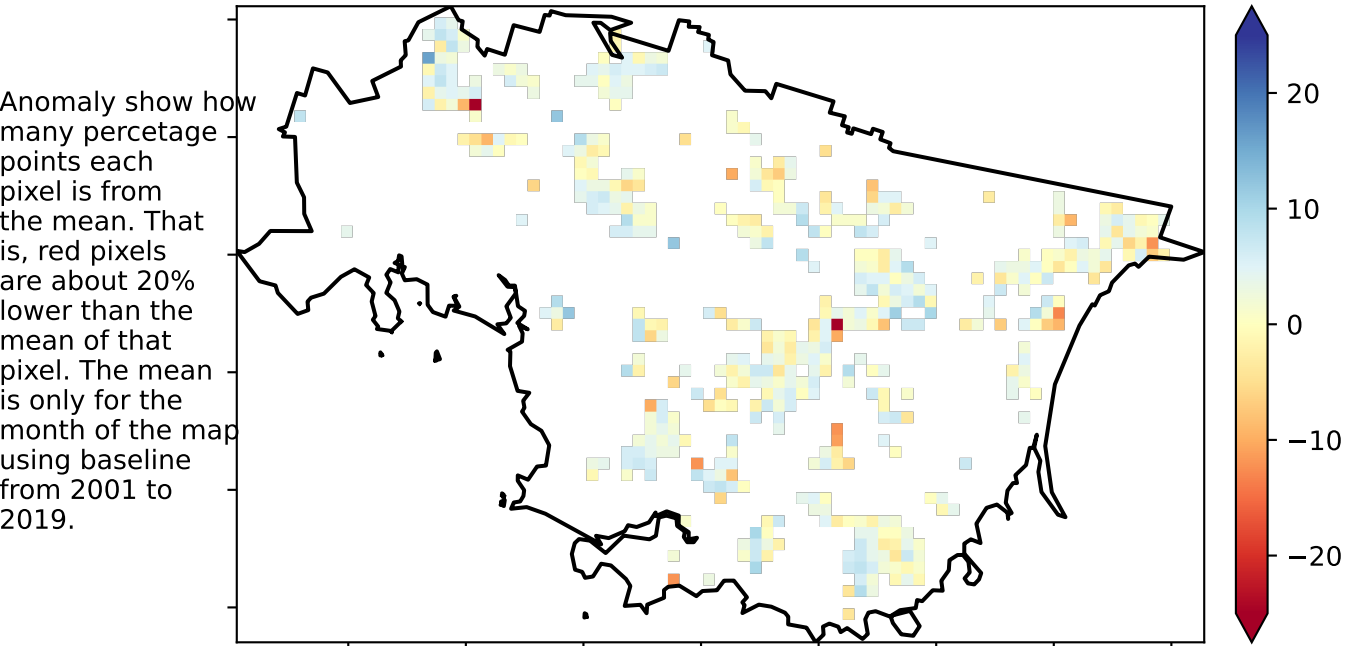 Anomaly show how
many percetage
points each
pixel is from
the mean. That
is, red pixels
are about 20%
lower than the
mean of that
pixel. The mean
is only for the
month of the map
using baseline
from 2001 to
2019.
20
10
0
−10
−20